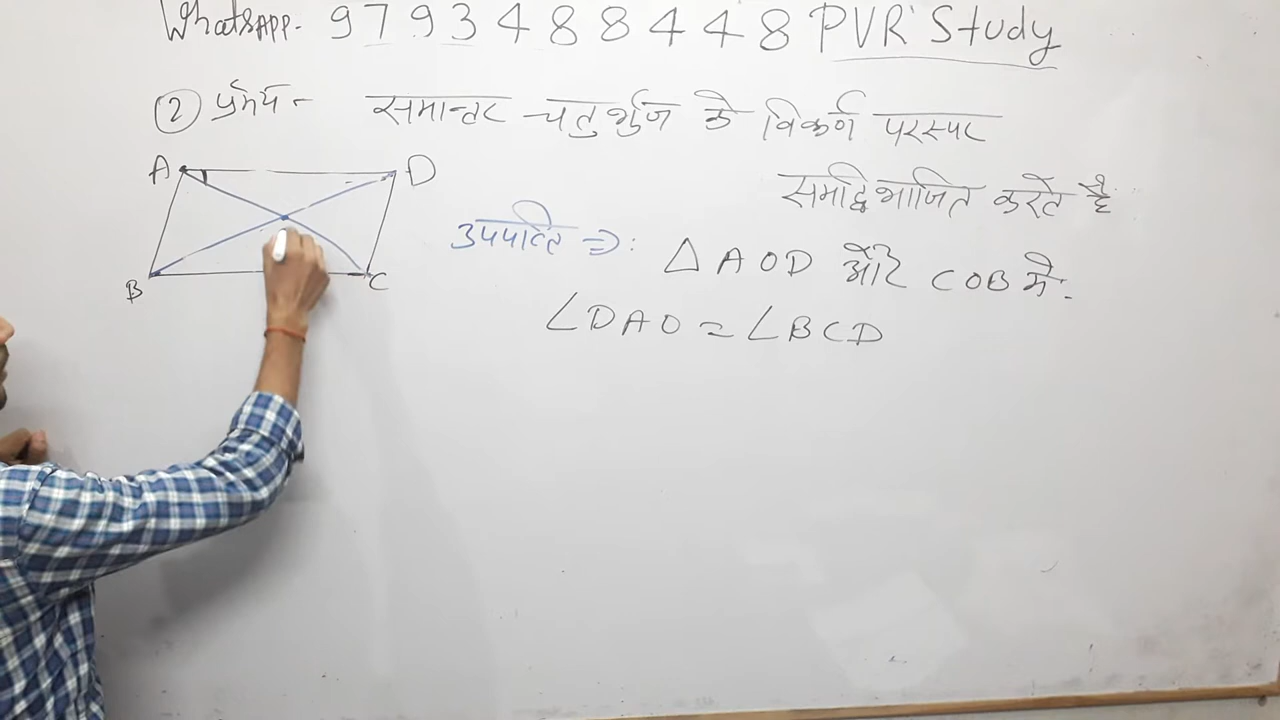 WhatsAPP- 9793488448 PVR Study
② प्रमेय - समान्तर चतुर्भुज के विकर्ण परस्पर
समद्विभाजित करते है
A D
B C
उपपत्ति ⇒: △ AOD और COB मे.
∠DAO = ∠BCD